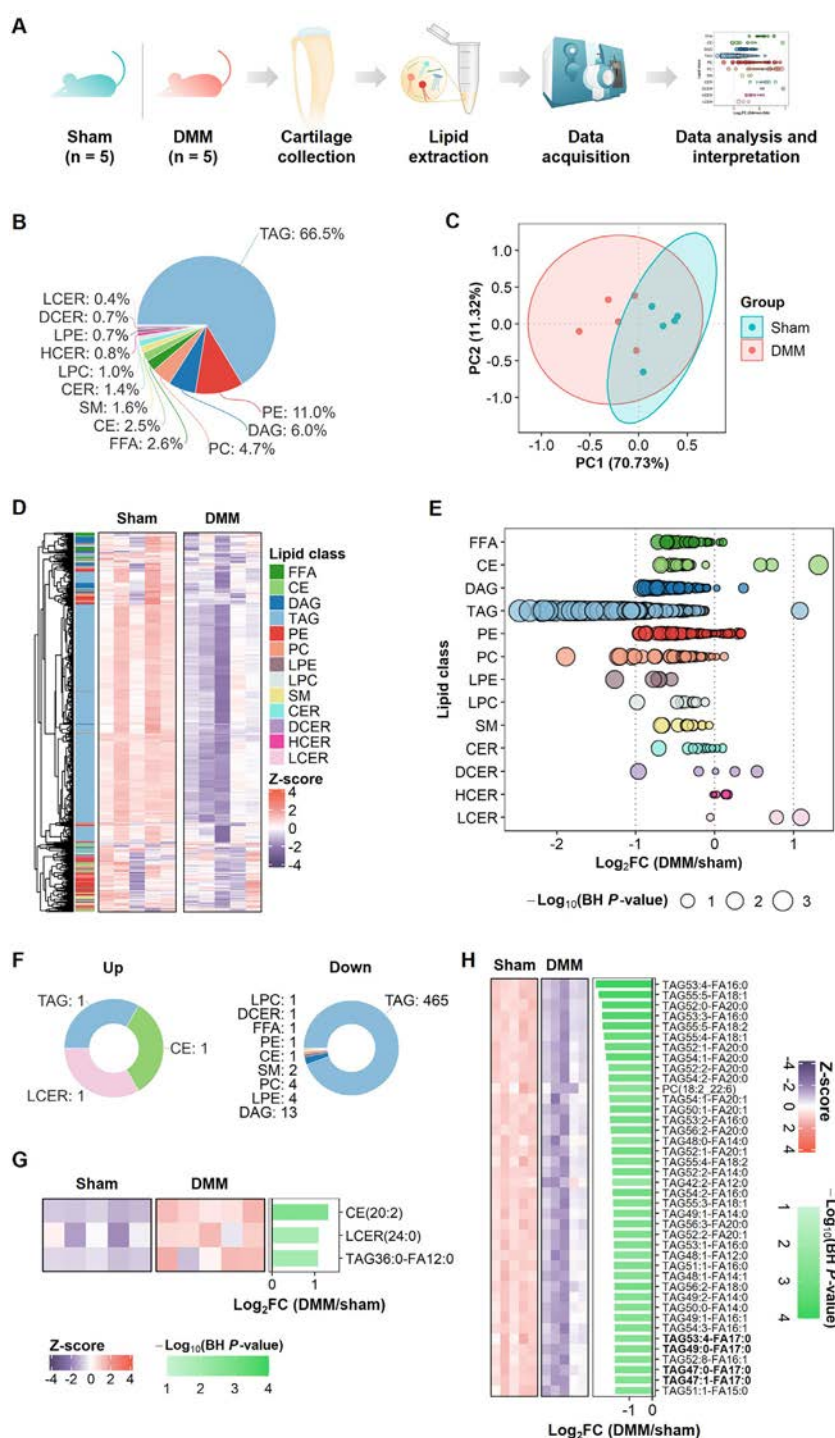 A
Sham
(n = 5)
DMM
(n = 5)
Cartilage
collection
Lipid
extraction
Data
acquisition
Data analysis and
interpretation
B
TAG: 66.5%
LCER: 0.4%
DCER: 0.7%
LPE: 0.7%
HCER: 0.8%
LPC: 1.0%
CER: 1.4%
SM: 1.6%
CE: 2.5%
FFA: 2.6%
PC: 4.7%
DAG: 6.0%
PE: 11.0%
C
PC2 (11.32%)
1.0
0.5
0.0
-0.5
-1.0
-1.0 -0.5 0.0 0.5
PC1 (70.73%)
Group
Sham
DMM
D
Sham DMM
Lipid class
FFA
CE
DAG
TAG
PE
PC
LPE
LPC
SM
CER
DCER
HCER
LCER
Z-score
4
2
0
-2
-4
E
Lipid class
FFA
CE
DAG
TAG
PE
PC
LPE
LPC
SM
CER
DCER
HCER
LCER
-2 -1 0 1
Log2FC (DMM/sham)
−Log10(BH P-value) 1 2 3
F
Up
TAG: 1
CE: 1
LCER: 1
Down
LPC: 1
DCER: 1
FFA: 1
PE: 1
CE: 1
SM: 2
PC: 4
LPE: 4
DAG: 13
TAG: 465
G
Sham DMM
CE(20:2)
LCER(24:0)
TAG36:0-FA12:0
0 1
Log2FC (DMM/sham)
Z-score
-4 -2 0 2 4
−Log10(BH P-value)
1 2 3 4
H
Sham DMM
TAG53:4-FA16:0
TAG55:5-FA18:1
TAG52:0-FA20:0
TAG53:3-FA16:0
TAG55:5-FA18:2
TAG55:4-FA18:1
TAG52:1-FA20:0
TAG54:1-FA20:0
TAG52:2-FA20:0
TAG54:2-FA20:0
PC(18:2_22:6)
TAG54:1-FA20:1
TAG50:1-FA20:1
TAG53:2-FA16:0
TAG56:2-FA20:0
TAG48:0-FA14:0
TAG52:1-FA20:1
TAG55:4-FA18:2
TAG52:2-FA14:0
TAG42:2-FA12:0
TAG54:2-FA16:0
TAG55:3-FA18:1
TAG49:1-FA14:0
TAG56:3-FA20:0
TAG52:2-FA20:1
TAG53:1-FA16:0
TAG48:1-FA12:0
TAG51:1-FA16:0
TAG48:1-FA14:1
TAG56:2-FA18:0
TAG49:2-FA14:0
TAG50:0-FA14:0
TAG49:1-FA16:1
TAG54:3-FA16:1
TAG53:4-FA17:0
TAG49:0-FA17:0
TAG52:8-FA16:1
TAG47:0-FA17:0
TAG47:1-FA17:0
TAG51:1-FA15:0
-1 0
Log2FC (DMM/sham)
Z-score
-4 -2 0 2 4
−Log10(BH P-value)
1 2 3 4